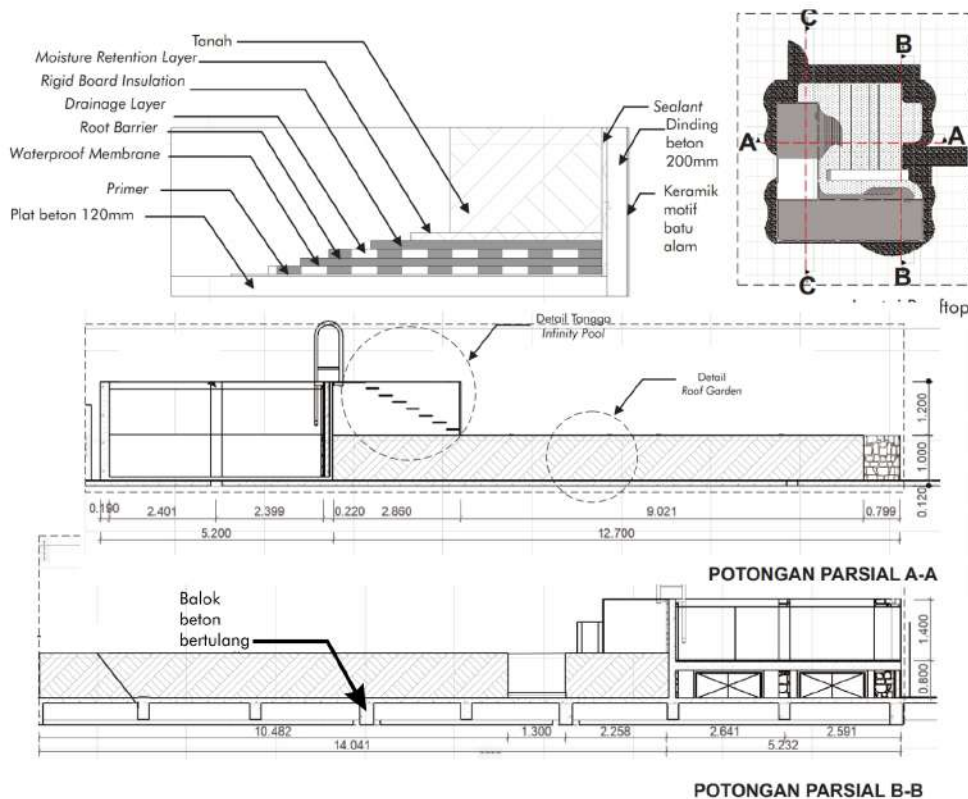 Tanah
Moisture Retention Layer
Rigid Board Insulation
Drainage Layer
Root Barrier
Waterproof Membrane
Primer
Plat beton 120mm
Sealant
Dinding
beton
200mm
Keramik
motif
batu
alam
C
B
A
A
B
C
ftop
Detail Tangga
Infinity Pool
Detail
Roof Garden
1.200
1.000
0.120
0.190
2.401
2.399
0.220
2.860
9.021
0.799
5.200
12.700
POTONGAN PARSIAL A-A
Balok
beton
bertulang
1.400
0.800
10.482
1.300
2.258
2.641
2.591
14.041
5.232
POTONGAN PARSIAL B-B